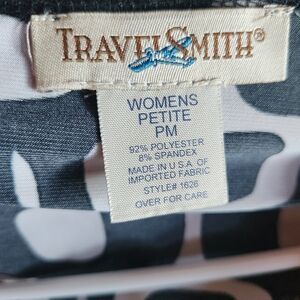 TRAVELSMITH®
WOMENS
PETITE
PM
92% POLYESTER
8% SPANDEX
MADE IN U.S.A OF
IMPORTED FABRIC
STYLE# 1626
OVER FOR CARE